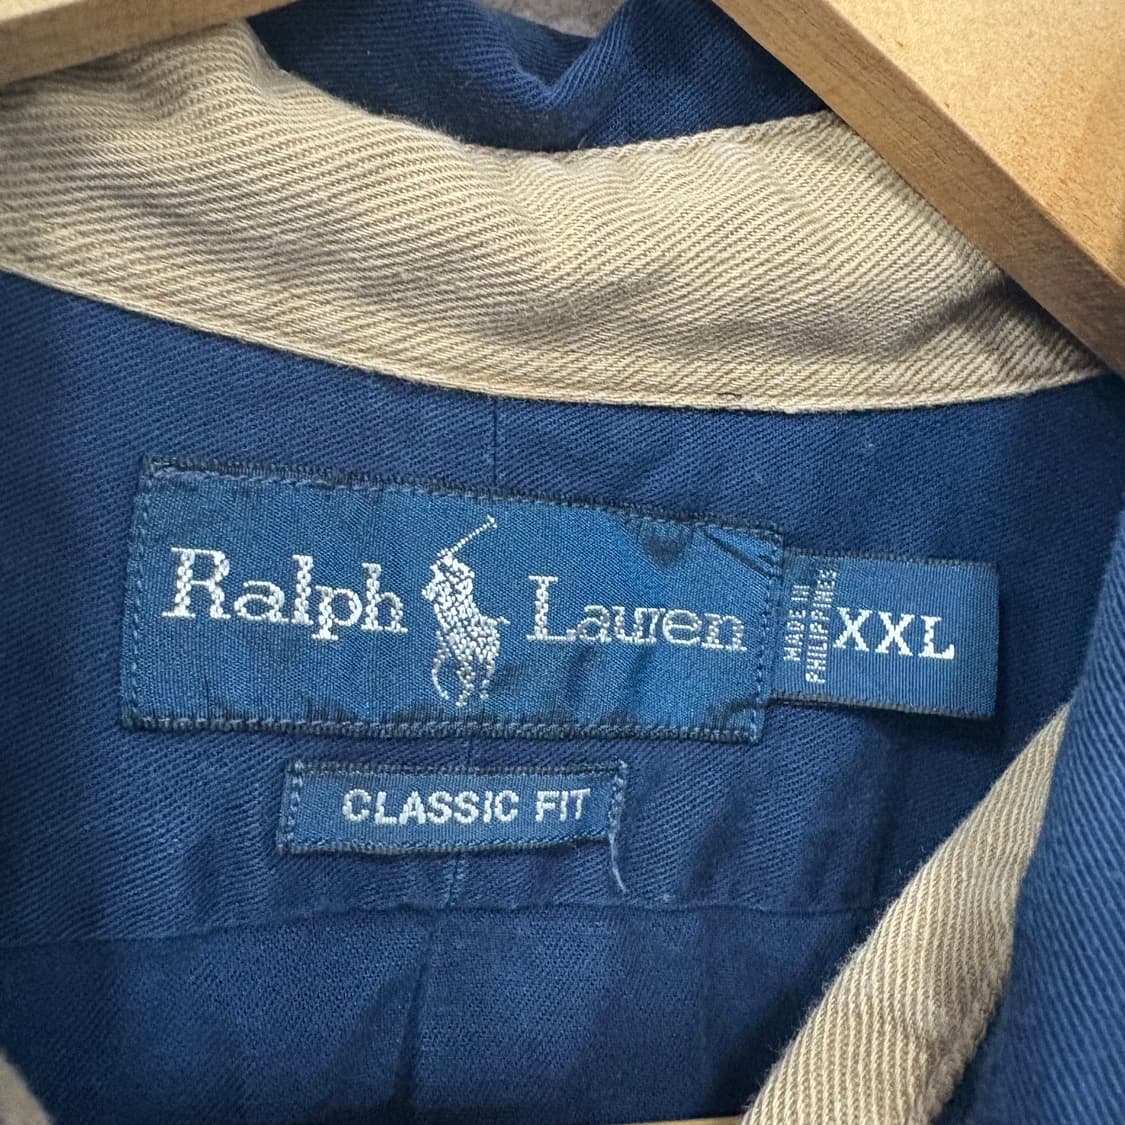 Ralph Lauren
MADE IN
PHILIPPINES
XXL
CLASSIC FIT